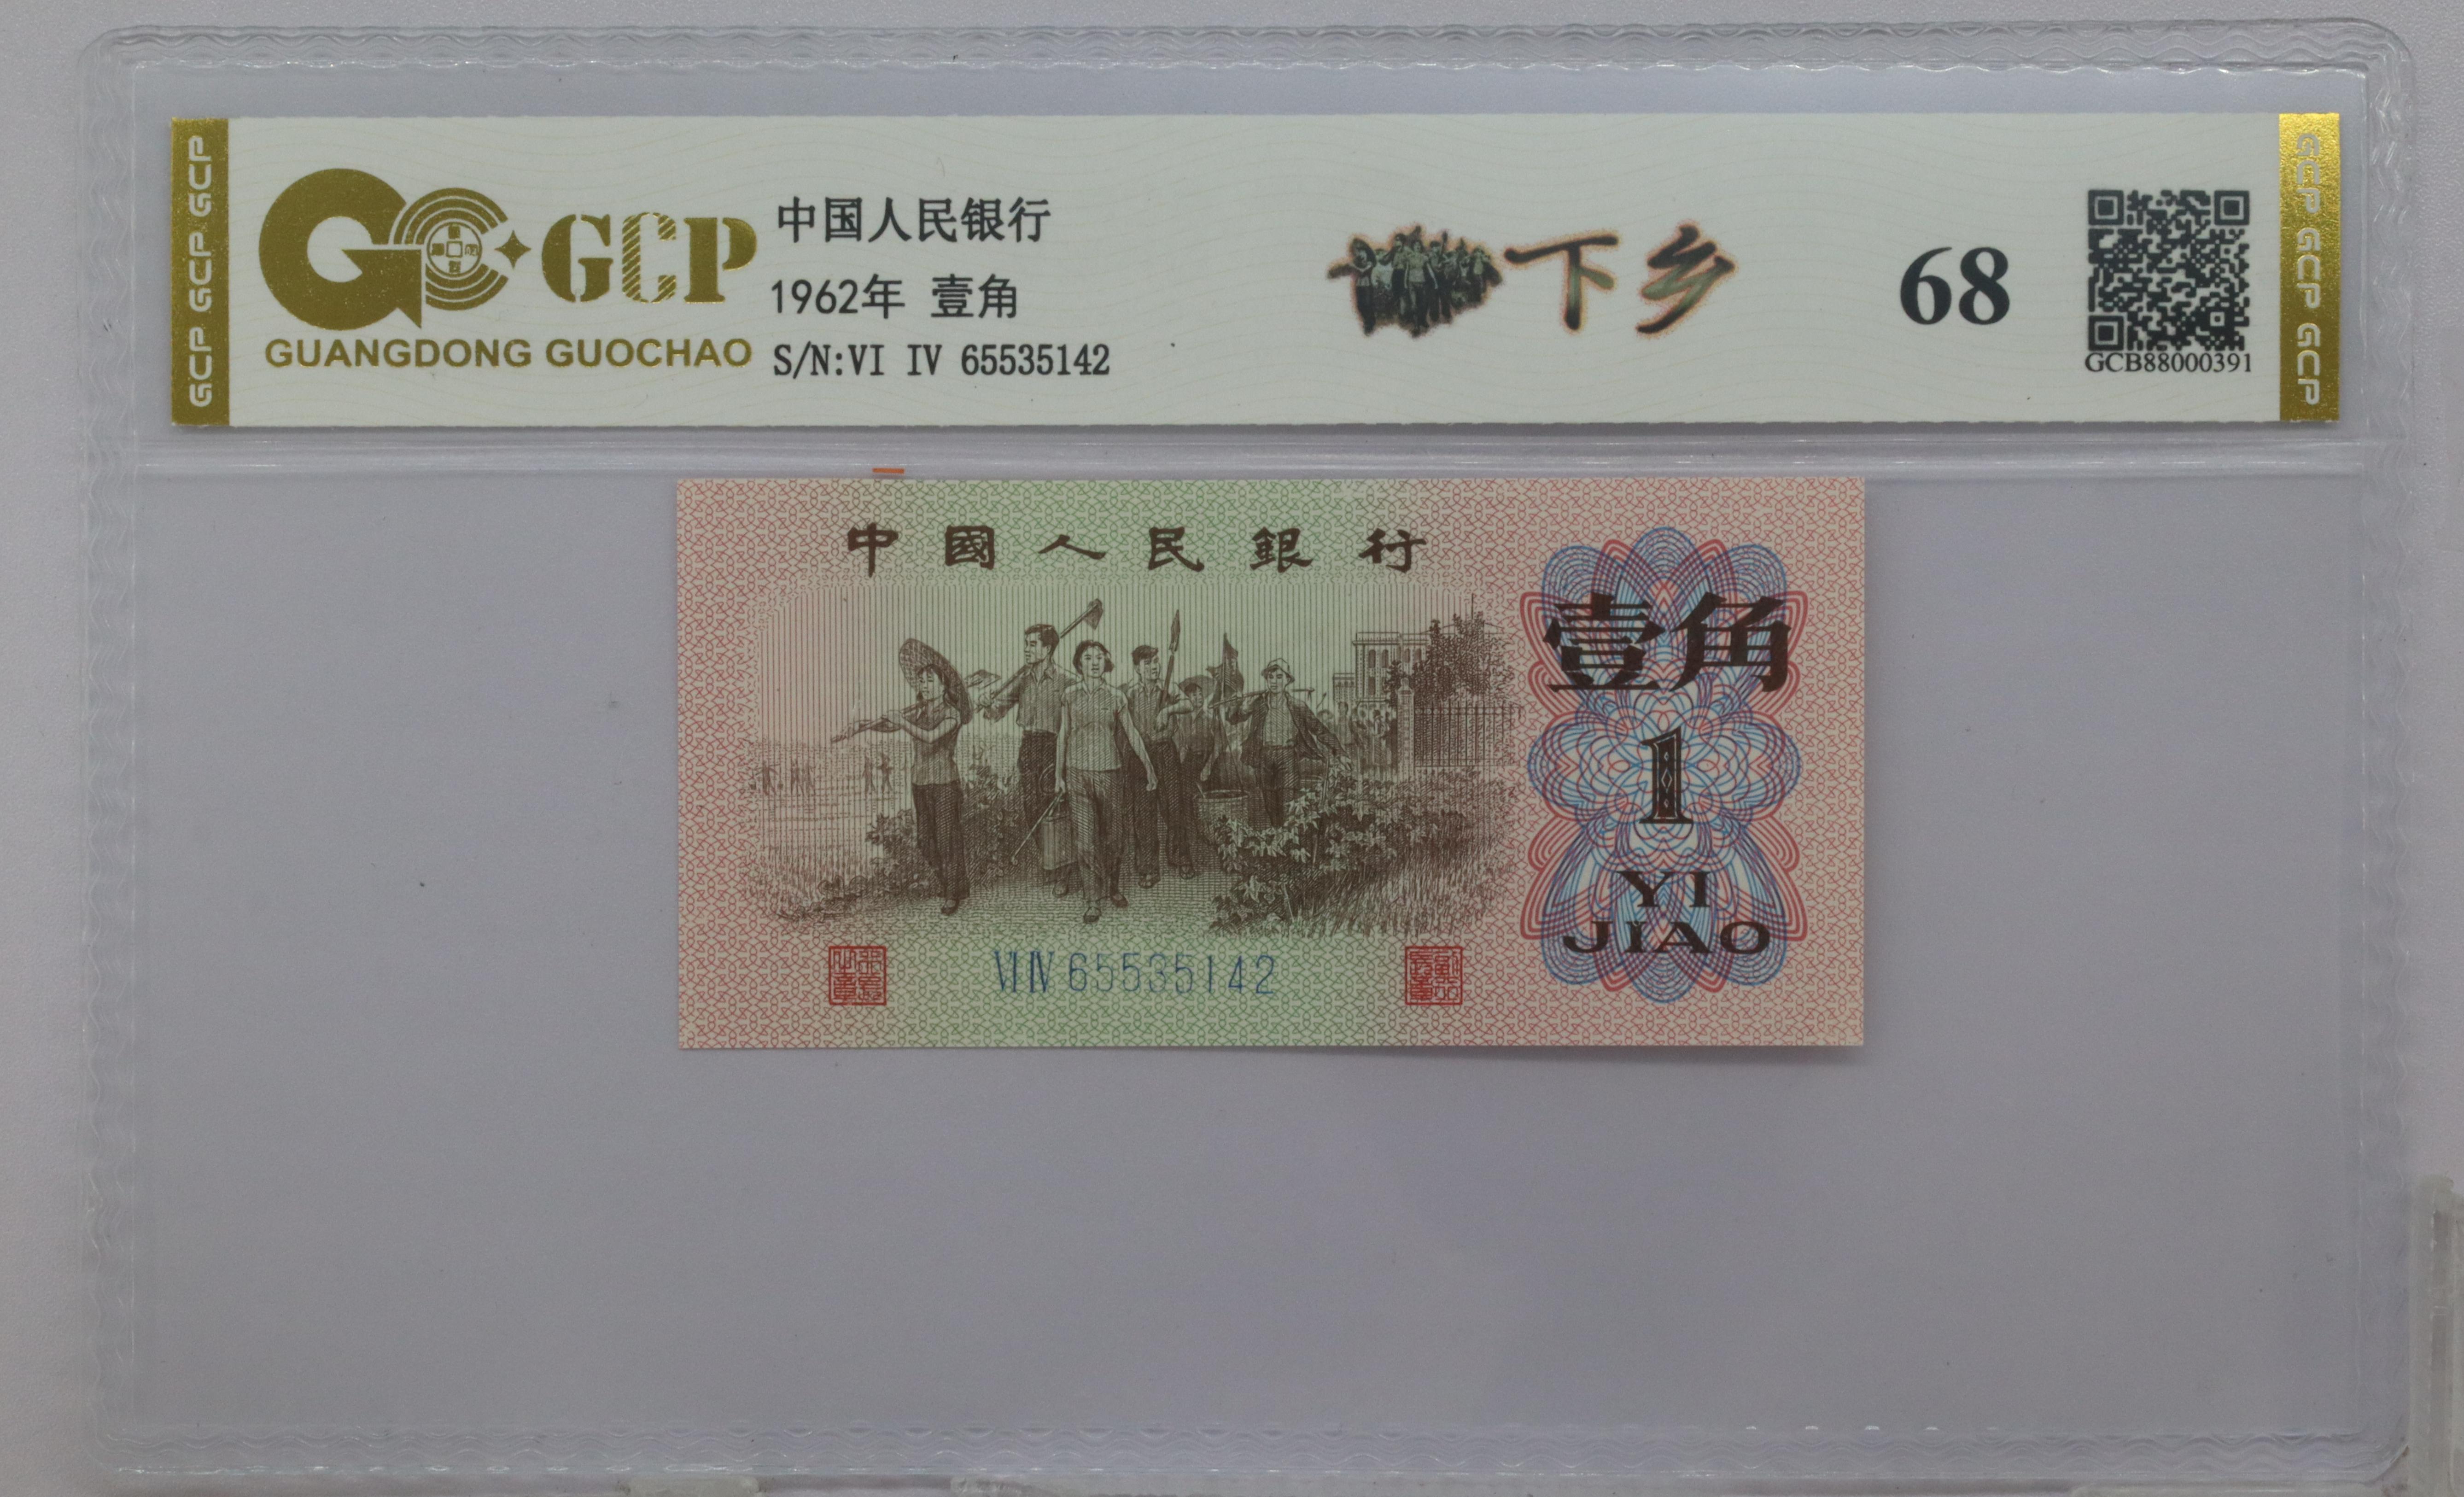 GCP GCP GCP
GCP
GUANGDONG GUOCHAO
中国人民银行
1962年 壹角
S/N:VI IV 65535142
下乡
68
GCB88000391
GCP GCP GCP
中國人民銀行
壹角
1
YI
JIAO
VI IV 65535142